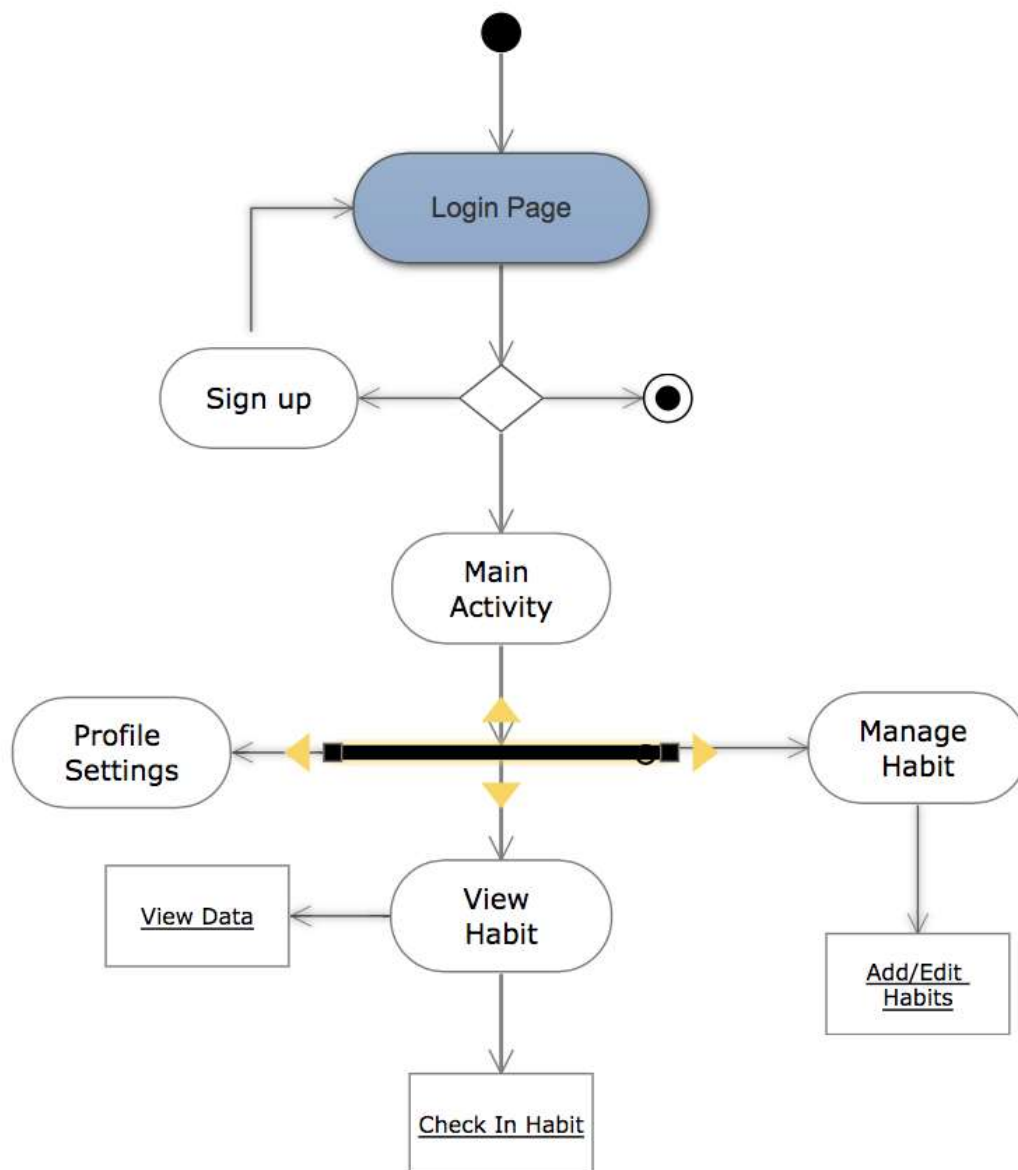 Login Page
Sign up
Main
Activity
Profile
Settings
Manage
Habit
View
Habit
View Data
Add/Edit
Habits
Check In Habit